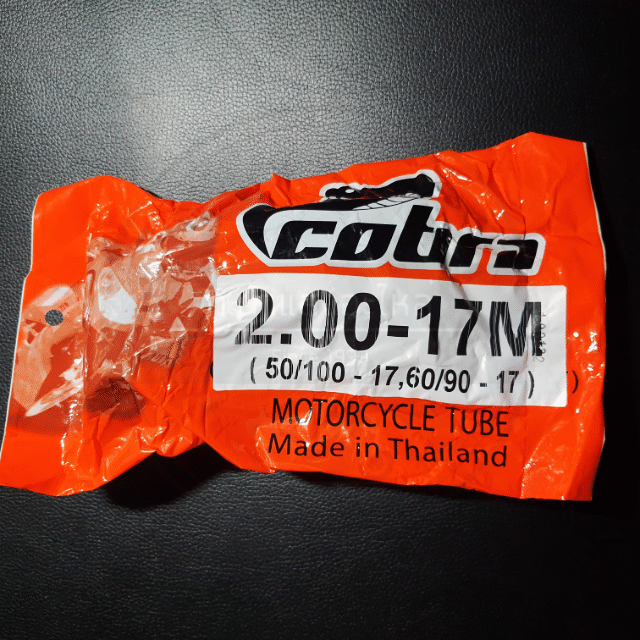 cobra
2.00-17M
( 50/100 - 17,60/90 - 17 )
MOTORCYCLE TUBE
Made in Thailand